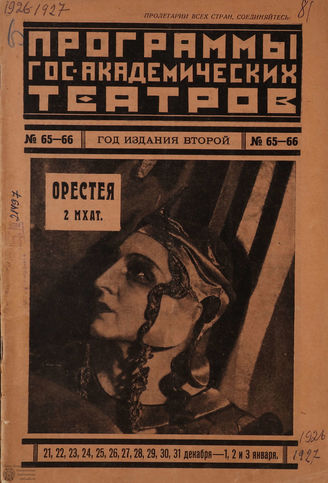 1926-1927
81
6
ПРОЛЕТАРИИ ВСЕХ СТРАН, СОЕДИНЯЙТЕСЬ.
ПРОГРАММЫ
ГОС-АКАДЕМИЧЕСКИХ
ТЕАТРОВ
№ 65—66
ГОД ИЗДАНИЯ ВТОРОЙ
№ 65—66
ОРЕСТЕЯ
2 МХАТ.
21, 22, 23, 24, 25, 26, 27, 28, 29, 30, 31 декабря—1, 2 и 3 января.
1926
1927